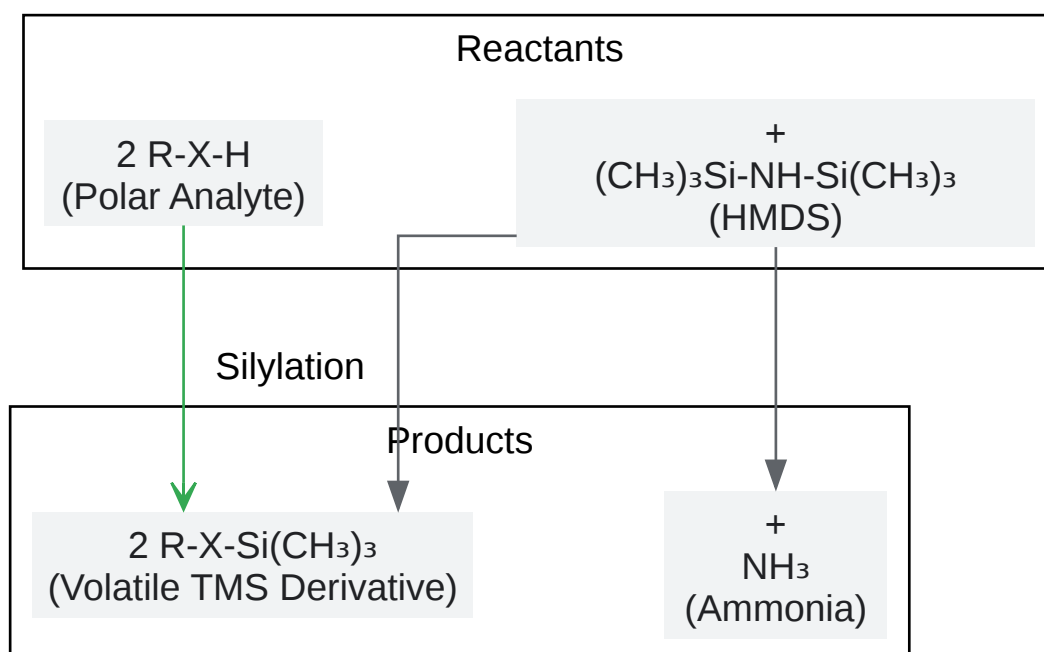 Reactants
2 R-X-H
(Polar Analyte)
+
(CH₃)₃Si-NH-Si(CH₃)₃
(HMDS)
Silylation
Products
2 R-X-Si(CH₃)₃
(Volatile TMS Derivative)
+
NH₃
(Ammonia)